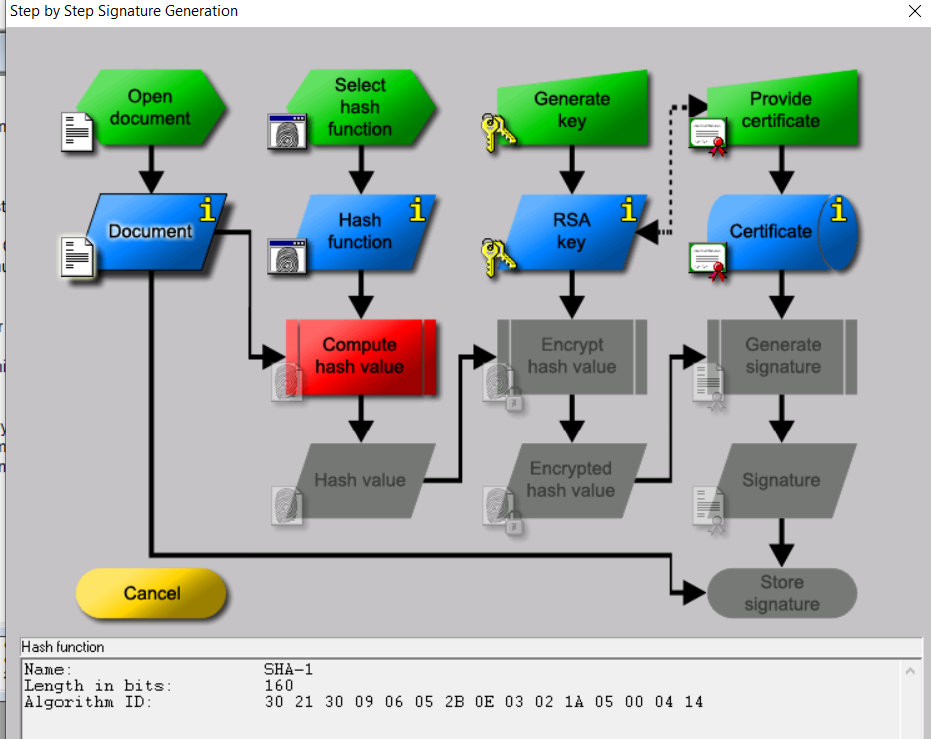 Step by Step Signature Generation
Open
document
Select
hash
function
Generate
key
Provide
certificate
Document
i
Hash
function
i
RSA
key
i
Certificate
i
Compute
hash value
Encrypt
hash value
Generate
signature
Hash value
Encrypted
hash value
Signature
Cancel
Store
signature
Hash function
Name: SHA-1
Length in bits: 160
Algorithm ID: 30 21 30 09 06 05 2B 0E 03 02 1A 05 00 04 14